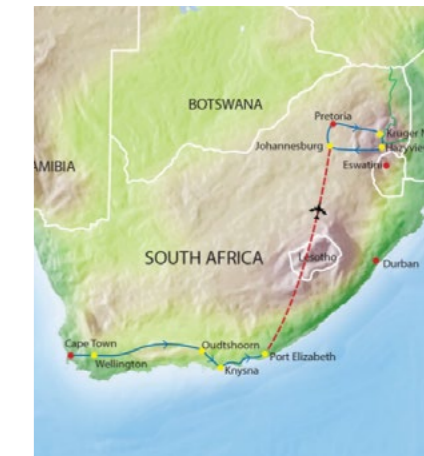 BOTSWANA
Pretoria
Kruger N
Johannesburg
Hazyview
AMIBIA
Eswatini
SOUTH AFRICA
Lesotho
Durban
Cape Town
Oudtshoorn
Port Elizabeth
Wellington
Knysna